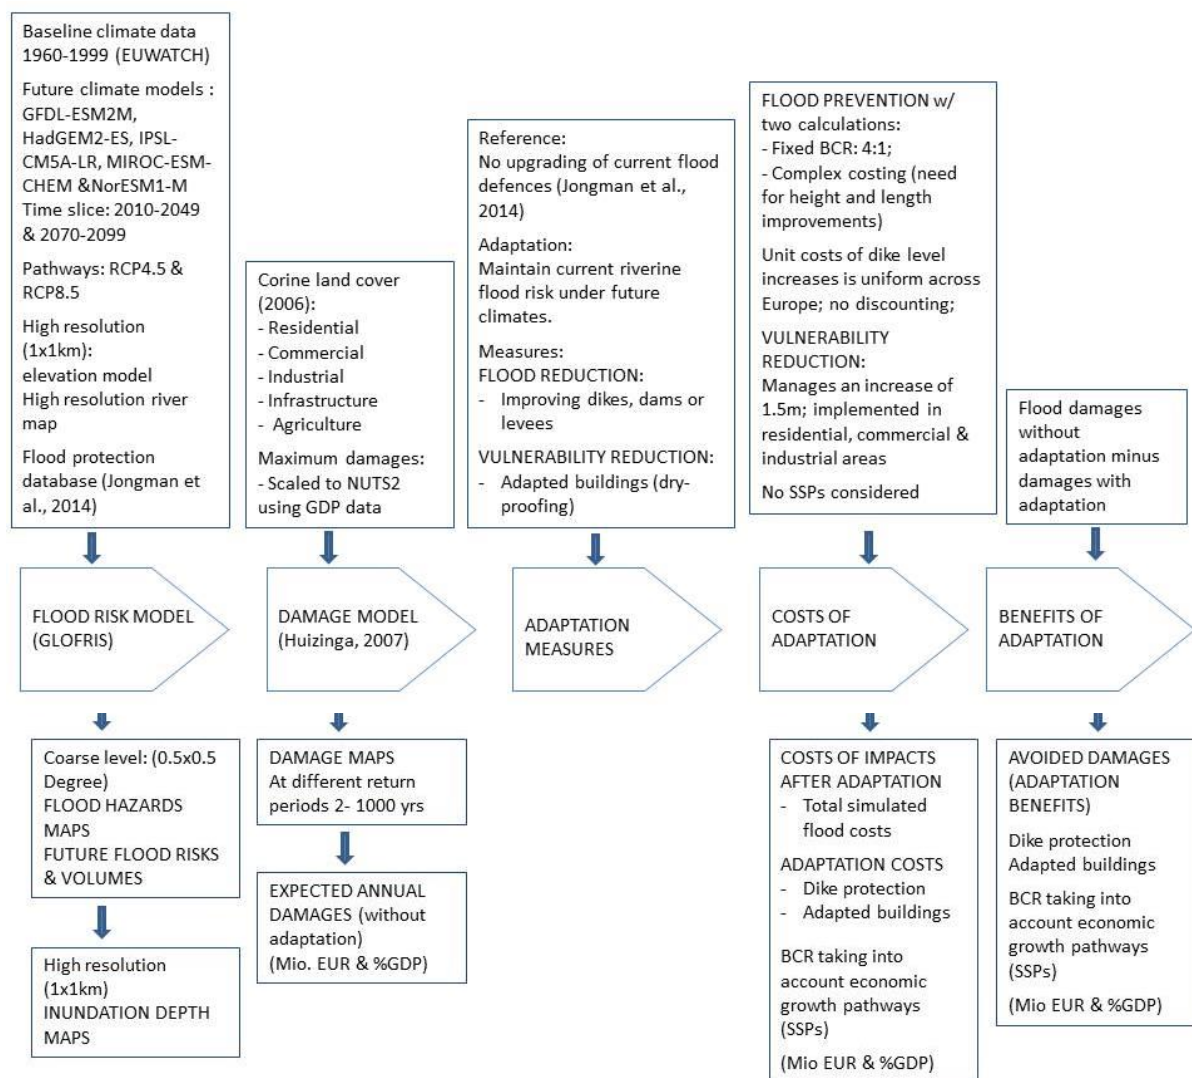 Baseline climate data
1960-1999 (EUWATCH)
Future climate models :
GFDL-ESM2M,
HadGEM2-ES, IPSL-
CM5A-LR, MIROC-ESM-
CHEM &NorESM1-M
Time slice: 2010-2049
& 2070-2099
Pathways: RCP4.5 &
RCP8.5
High resolution
(1x1km):
elevation model
High resolution river
map
Flood protection
database (Jongman et
al., 2014)
Corine land cover
(2006):
- Residential
- Commercial
- Industrial
- Infrastructure
- Agriculture
Maximum damages:
- Scaled to NUTS2
using GDP data
Reference:
No upgrading of current flood
defences (Jongman et al.,
2014)
Adaptation:
Maintain current riverine
flood risk under future
climates.
Measures:
FLOOD REDUCTION:
- Improving dikes, dams or
levees
VULNERABILITY REDUCTION:
- Adapted buildings (dry-
proofing)
FLOOD PREVENTION w/
two calculations:
- Fixed BCR: 4:1;
- Complex costing (need
for height and length
improvements)
Unit costs of dike level
increases is uniform across
Europe; no discounting;
VULNERABILITY
REDUCTION:
Manages an increase of
1.5m; implemented in
residential, commercial &
industrial areas
No SSPs considered
Flood damages
without
adaptation minus
damages with
adaptation
FLOOD RISK MODEL
(GLOFRIS)
DAMAGE MODEL
(Huizinga, 2007)
ADAPTATION
MEASURES
COSTS OF
ADAPTATION
BENEFITS OF
ADAPTATION
Coarse level: (0.5x0.5
Degree)
FLOOD HAZARDS
MAPS
FUTURE FLOOD RISKS
& VOLUMES
High resolution
(1x1km)
INUNDATION DEPTH
MAPS
DAMAGE MAPS
At different return
periods 2- 1000 yrs
EXPECTED ANNUAL
DAMAGES (without
adaptation)
(Mio. EUR & %GDP)
COSTS OF IMPACTS
AFTER ADAPTATION
- Total simulated
flood costs
ADAPTATION COSTS
- Dike protection
- Adapted buildings
BCR taking into
account economic
growth pathways
(SSPs)
(Mio EUR & %GDP)
AVOIDED DAMAGES
(ADAPTATION
BENEFITS)
Dike protection
Adapted buildings
BCR taking into
account economic
growth pathways
(SSPs)
(Mio EUR & %GDP)